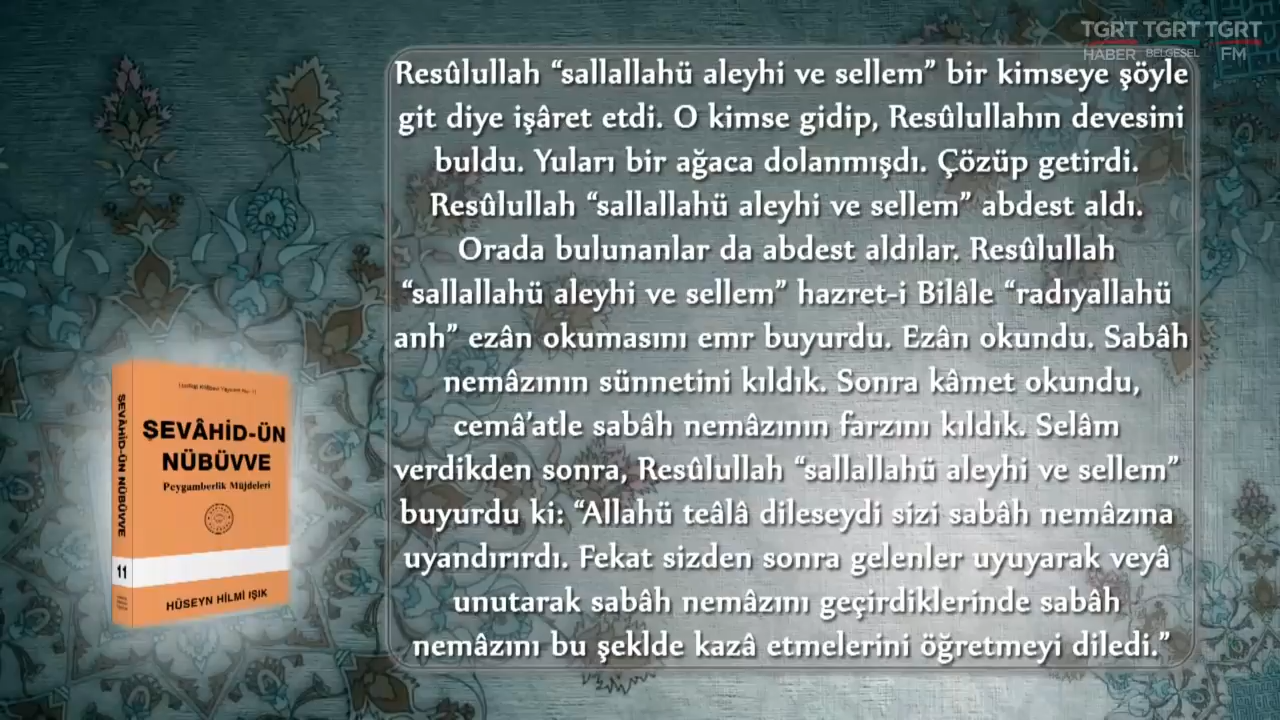 TGRT TGRT TGRT
HABER BELGESEL FM
Resûlullah “sallallahü aleyhi ve sellem” bir kimseye şöyle
git diye işâret etdi. O kimse gidip, Resûlullahın devesini
buldu. Yuları bir ağaca dolanmışdı. Çözüp getirdi.
Resûlullah “sallallahü aleyhi ve sellem” abdest aldı.
Orada bulunanlar da abdest aldılar. Resûlullah
“sallallahü aleyhi ve sellem” hazret-i Bilâle “radıyallahü
anh” ezân okumasını emr buyurdu. Ezân okundu. Sabâh
nemâzının sünnetini kıldık. Sonra kâmet okundu,
cemâ’atle sabâh nemâzının farzını kıldık. Selâm
verdikden sonra, Resûlullah “sallallahü aleyhi ve sellem”
buyurdu ki: “Allahü teâlâ dileseydi sizi sabâh nemâzına
uyandırırdı. Fekat sizden sonra gelenler uyuyarak veyâ
unutarak sabâh nemâzını geçirdiklerinde sabâh
nemâzını bu şeklde kazâ etmelerini öğretmeyi diledi.”
ŞEVÂHİD-ÜN NÜBÜVVE
11
ŞEVÂHİD-ÜN
NÜBÜVVE
Peygamberlik Müjdeleri
HÜSEYN HİLMİ IŞIK